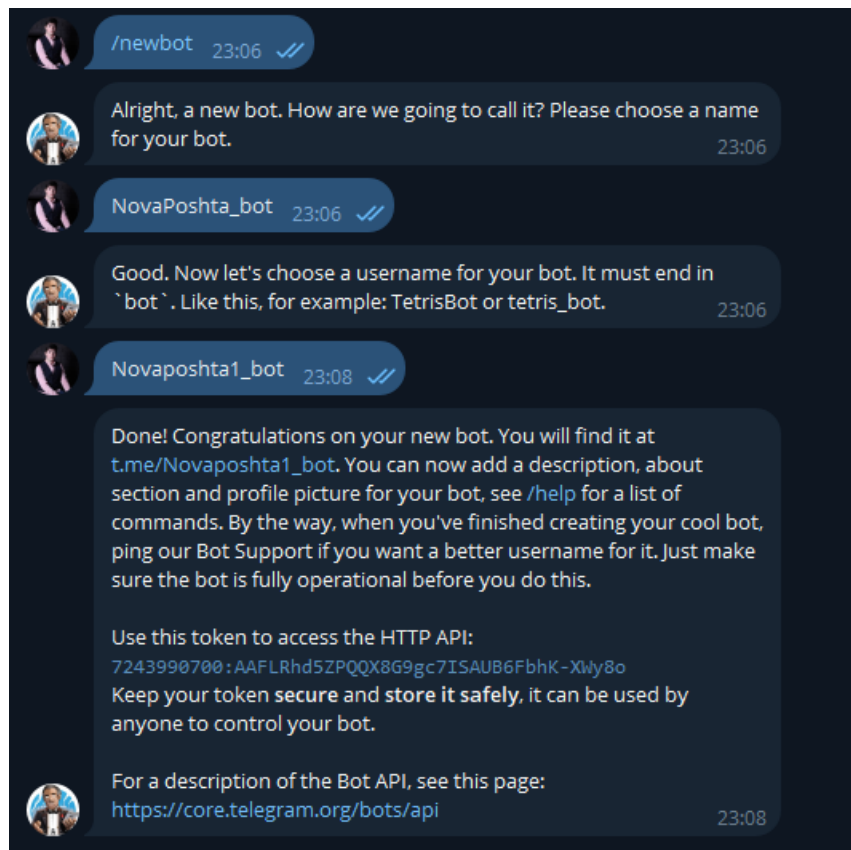 /newbot 23:06
Alright, a new bot. How are we going to call it? Please choose a name
for your bot. 23:06
NovaPoshta_bot 23:06
Good. Now let's choose a username for your bot. It must end in
`bot`. Like this, for example: TetrisBot or tetris_bot. 23:06
Novaposhta1_bot 23:08
Done! Congratulations on your new bot. You will find it at
t.me/Novaposhta1_bot. You can now add a description, about
section and profile picture for your bot, see /help for a list of
commands. By the way, when you've finished creating your cool bot,
ping our Bot Support if you want a better username for it. Just make
sure the bot is fully operational before you do this.
Use this token to access the HTTP API:
7243990700:AAFLRhd5ZPQQX8G9gc7ISAUB6FbhK-XWy8o
Keep your token secure and store it safely, it can be used by
anyone to control your bot.
For a description of the Bot API, see this page:
https://core.telegram.org/bots/api 23:08